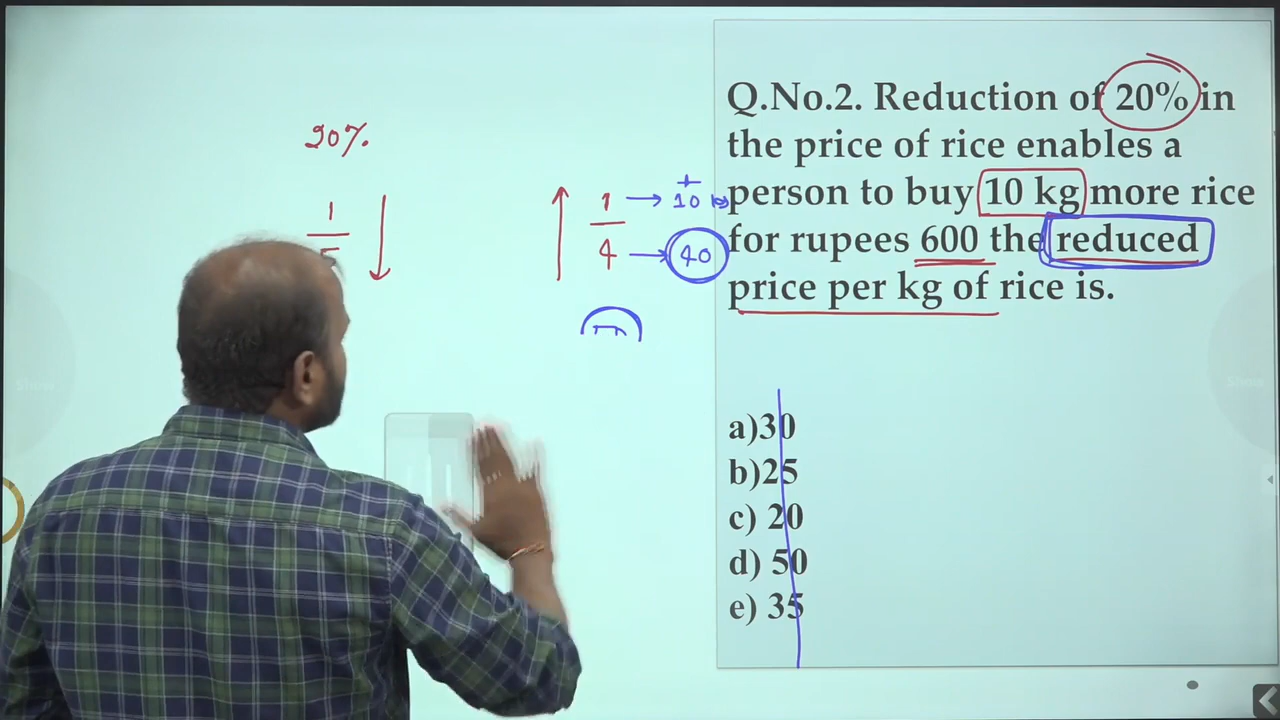 Q.No.2. Reduction of 20% in
the price of rice enables a
person to buy 10 kg more rice
for rupees 600 the reduced
price per kg of rice is.
a)30
b)25
c) 20
d) 50
e) 35
20%
1
5
1 → 10
4 → 40